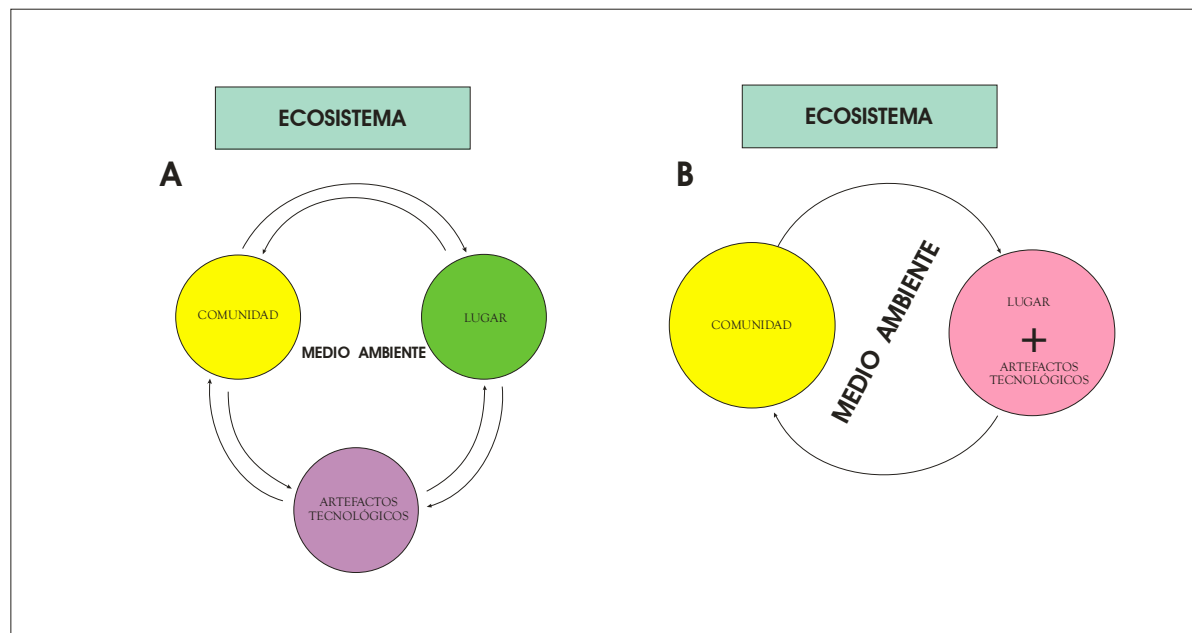 ECOSISTEMA
A
COMUNIDAD
LUGAR
MEDIO AMBIENTE
ARTEFACTOS
TECNOLÓGICOS
ECOSISTEMA
B
COMUNIDAD
MEDIO AMBIENTE
LUGAR
+
ARTEFACTOS
TECNOLÓGICOS